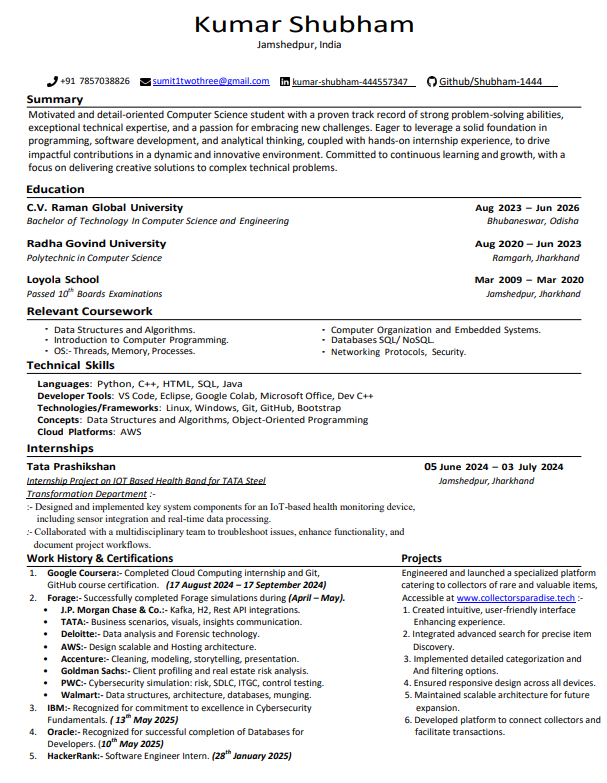 Kumar Shubham
Jamshedpur, India
+91 7857038826 sumit1twothree@gmail.com kumar-shubham-444557347 Github/Shubham-1444
Summary
Motivated and detail-oriented Computer Science student with a proven track record of strong problem-solving abilities,
exceptional technical expertise, and a passion for embracing new challenges. Eager to leverage a solid foundation in
programming, software development, and analytical thinking, coupled with hands-on internship experience, to drive
impactful contributions in a dynamic and innovative environment. Committed to continuous learning and growth, with a
focus on delivering creative solutions to complex technical problems.
Education
C.V. Raman Global University Aug 2023 – Jun 2026
Bachelor of Technology In Computer Science and Engineering Bhubaneswar, Odisha
Radha Govind University Aug 2020 – Jun 2023
Polytechnic in Computer Science Ramgarh, Jharkhand
Loyola School Mar 2009 – Mar 2020
Passed 10th Boards Examinations Jamshedpur, Jharkhand
Relevant Coursework
• Data Structures and Algorithms.
• Introduction to Computer Programming.
• OS:- Threads, Memory, Processes.
• Computer Organization and Embedded Systems.
• Databases SQL/ NoSQL.
• Networking Protocols, Security.
Technical Skills
Languages: Python, C++, HTML, SQL, Java
Developer Tools: VS Code, Eclipse, Google Colab, Microsoft Office, Dev C++
Technologies/Frameworks: Linux, Windows, Git, GitHub, Bootstrap
Concepts: Data Structures and Algorithms, Object-Oriented Programming
Cloud Platforms: AWS
Internships
Tata Prashikshan 05 June 2024 – 03 July 2024
Internship Project on IOT Based Health Band for TATA Steel Jamshedpur, Jharkhand
Transformation Department :-
:- Designed and implemented key system components for an IoT-based health monitoring device,
including sensor integration and real-time data processing.
:- Collaborated with a multidisciplinary team to troubleshoot issues, enhance functionality, and
document project workflows.
Work History & Certifications
1. Google Coursera:- Completed Cloud Computing internship and Git,
GitHub course certification. (17 August 2024 – 17 September 2024)
2. Forage:- Successfully completed Forage simulations during (April – May).
• J.P. Morgan Chase & Co.:- Kafka, H2, Rest API integrations.
• TATA:- Business scenarios, visuals, insights communication.
• Deloitte:- Data analysis and Forensic technology.
• AWS:- Design scalable and Hosting architecture.
• Accenture:- Cleaning, modeling, storytelling, presentation.
• Goldman Sachs:- Client profiling and real estate risk analysis.
• PWC:- Cybersecurity simulation: risk, SDLC, ITGC, control testing.
• Walmart:- Data structures, architecture, databases, munging.
3. IBM:- Recognized for commitment to excellence in Cybersecurity
Fundamentals. ( 13th May 2025)
4. Oracle:- Recognized for successful completion of Databases for
Developers. (10th May 2025)
5. HackerRank:- Software Engineer Intern. (28th January 2025)
Projects
Engineered and launched a specialized platform
catering to collectors of rare and valuable items,
Accessible at www.collectorsparadise.tech :-
1. Created intuitive, user-friendly interface
Enhancing experience.
2. Integrated advanced search for precise item
Discovery.
3. Implemented detailed categorization and
And filtering options.
4. Ensured responsive design across all devices.
5. Maintained scalable architecture for future
expansion.
6. Developed platform to connect collectors and
facilitate transactions.